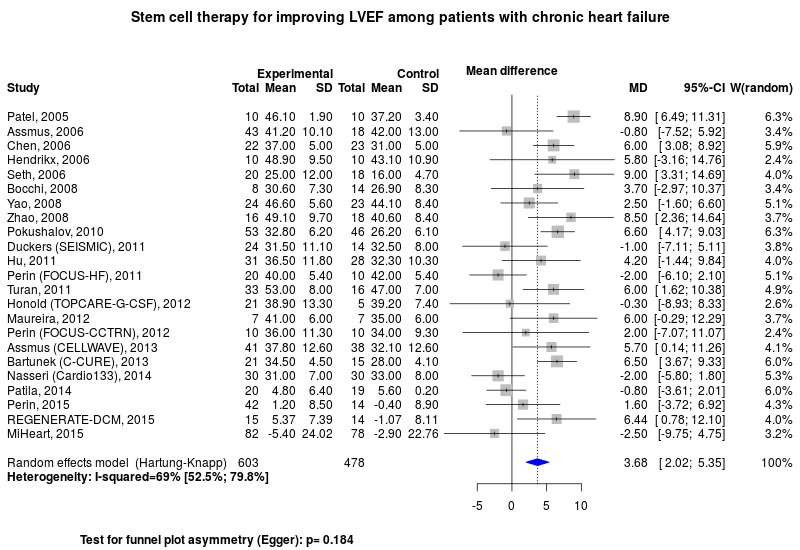 Stem cell therapy for improving LVEF among patients with chronic heart failure
Experimental Control Mean difference
Study Total Mean SD Total Mean SD MD 95%-CI W(random)
Patel, 2005 10 46.10 1.90 10 37.20 3.40 8.90 [ 6.49; 11.31] 6.3%
Assmus, 2006 43 41.20 10.10 18 42.00 13.00 -0.80 [-7.52; 5.92] 3.4%
Chen, 2006 22 37.00 5.00 23 31.00 5.00 6.00 [ 3.08; 8.92] 5.9%
Hendrikx, 2006 10 48.90 9.50 10 43.10 10.90 5.80 [-3.16; 14.76] 2.4%
Seth, 2006 20 25.00 12.00 18 16.00 4.70 9.00 [ 3.31; 14.69] 4.0%
Bocchi, 2008 8 30.60 7.30 14 26.90 8.30 3.70 [-2.97; 10.37] 3.4%
Yao, 2008 24 46.60 5.60 23 44.10 8.40 2.50 [-1.60; 6.60] 5.1%
Zhao, 2008 16 49.10 9.70 18 40.60 8.40 8.50 [ 2.36; 14.64] 3.7%
Pokushalov, 2010 53 32.80 6.20 46 26.20 6.10 6.60 [ 4.17; 9.03] 6.3%
Duckers (SEISMIC), 2011 24 31.50 11.10 14 32.50 8.00 -1.00 [-7.11; 5.11] 3.8%
Hu, 2011 31 36.50 11.80 28 32.30 10.30 4.20 [-1.44; 9.84] 4.1%
Perin (FOCUS-HF), 2011 20 40.00 5.40 10 42.00 5.40 -2.00 [-6.10; 2.10] 5.1%
Turan, 2011 33 53.00 8.00 16 47.00 7.00 6.00 [ 1.62; 10.38] 4.9%
Honold (TOPCARE-G-CSF), 2012 21 38.90 13.30 5 39.20 7.40 -0.30 [-8.93; 8.33] 2.5%
Maureira, 2012 7 41.00 6.00 7 35.00 6.00 6.00 [-0.29; 12.29] 3.7%
Perin (FOCUS-CCTRN), 2012 10 36.00 11.30 10 34.00 9.30 2.00 [-7.07; 11.07] 2.4%
Assmus (CELLWAVE), 2013 41 37.80 12.60 38 32.10 12.60 5.70 [ 0.14; 11.26] 4.1%
Bartunek (C-CURE), 2013 21 34.50 4.50 15 28.00 4.10 6.50 [ 3.67; 9.33] 6.0%
Nasseri (Cardio133), 2014 30 31.00 7.00 30 33.00 8.00 -2.00 [-5.80; 1.80] 5.3%
Patila, 2014 20 4.80 6.40 19 5.60 0.20 -0.80 [-3.61; 2.01] 6.0%
Perin, 2015 42 1.20 8.50 14 -0.40 8.90 1.60 [-3.72; 6.92] 4.3%
REGENERATE-DCM, 2015 15 5.37 7.39 14 -1.07 8.11 6.44 [ 0.78; 12.10] 4.1%
MiHeart, 2015 82 -5.40 24.02 78 -2.90 22.76 -2.50 [-9.75; 4.75] 3.2%
Random effects model (Hartung-Knapp) 603 478 3.68 [ 2.02; 5.35] 100%
Heterogeneity: I-squared=69% [52.5%; 79.8%]
-5 0 5 10
Test for funnel plot asymmetry (Egger): p= 0.184